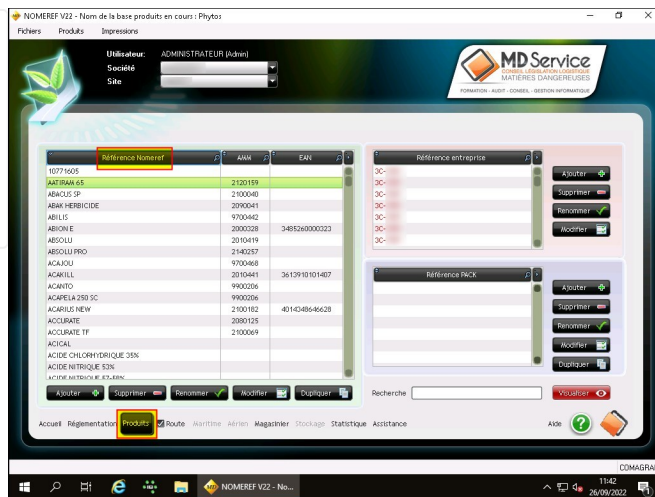 NOMEREF V22 - Nom de la base produits en cours : Phytos
Fichiers Produits Impressions
Utilisateur: ADMINISTRATEUR (Admin)
Société
Site
MD Service
CONSEIL LÉGISLATION LOGISTIQUE
MATIÈRES DANGEREUSES
FORMATION - AUDIT - CONSEIL - GESTION INFORMATIQUE
Référence Nomeref AMM EAN
10771605
AATIRAM 65 2120159
ABACUS SP 2100040
ABAK HERBICIDE 2090041
ABILIS 9700442
ABION E 2000328 3485260000323
ABSOLU 2010419
ABSOLU PRO 2140257
ACAJOU 9700468
ACAKILL 2010441 3613910101407
ACANTO 9900206
ACAPELA 250 SC 9900206
ACARIUS NEW 2100182 4014348646628
ACCURATE 2080125
ACCURATE TF 2100069
ACICAL
ACIDE CHLORHYDRIQUE 35%
ACIDE NITRIQUE 53%
ACIDE NITRIQUE 57-58%
Ajouter Supprimer Renommer Modifier Dupliquer
Référence entreprise
3C-
3C-
3C-
3C-
3C-
3C-
3C-
Ajouter
Supprimer
Renommer
Modifier
Référence PACK
Ajouter
Supprimer
Renommer
Modifier
Dupliquer
Recherche Visualiser
Accueil Réglementation Produits Route Maritime Aérien Magasinier Stockage Statistique Assistance Aide
COMAGRAI
NOMEREF V22 - No...
11:42
26/09/2022